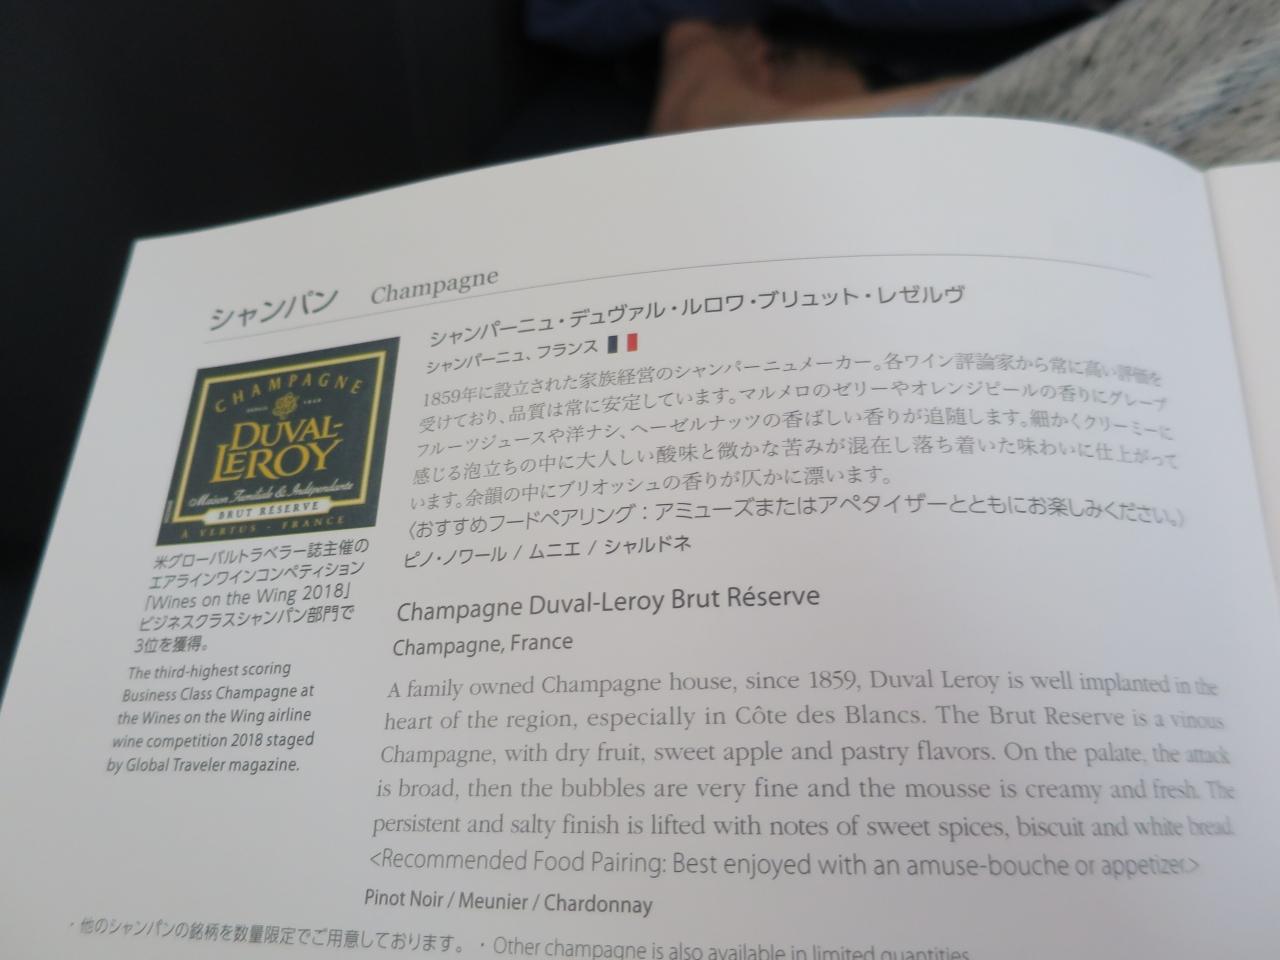 シャンパン Champagne
CHAMPAGNE
DUVAL-
LEROY
Maison Familiale & Indépendante
BRUT RÉSERVE
A VERTUS - FRANCE
米グローバルトラベラー誌主催の
エアラインワインコンペティション
「Wines on the Wing 2018」
ビジネスクラスシャンパン部門で
3位を獲得。
The third-highest scoring
Business Class Champagne at
the Wines on the Wing airline
wine competition 2018 staged
by Global Traveler magazine.
シャンパーニュ・デュヴァル・ルロワ・ブリュット・レゼルヴ
シャンパーニュ、フランス
1859年に設立された家族経営のシャンパーニュメーカー。各ワイン評論家から常に高い評価を
受けており、品質は常に安定しています。マルメロのゼリーやオレンジピールの香りにグレープ
フルーツジュースや洋ナシ、ヘーゼルナッツの香ばしい香りが追随します。細かくクリーミーに
感じる泡立ちの中に大人しい酸味と微かな苦みが混在し落ち着いた味わいに仕上がって
います。余韻の中にブリオッシュの香りが仄かに漂います。
〈おすすめフードペアリング：アミューズまたはアペタイザーとともにお楽しみください。〉
ピノ・ノワール / ムニエ / シャルドネ
Champagne Duval-Leroy Brut Réserve
Champagne, France
A family owned Champagne house, since 1859, Duval Leroy is well implanted in the
heart of the region, especially in Côte des Blancs. The Brut Reserve is a vinous
Champagne, with dry fruit, sweet apple and pastry flavors. On the palate, the attack
is broad, then the bubbles are very fine and the mousse is creamy and fresh. The
persistent and salty finish is lifted with notes of sweet spices, biscuit and white bread.
<Recommended Food Pairing: Best enjoyed with an amuse-bouche or appetizer.>
Pinot Noir / Meunier / Chardonnay
・他のシャンパンの銘柄を数量限定でご用意しております。 ・Other champagne is also available in limited quantities.